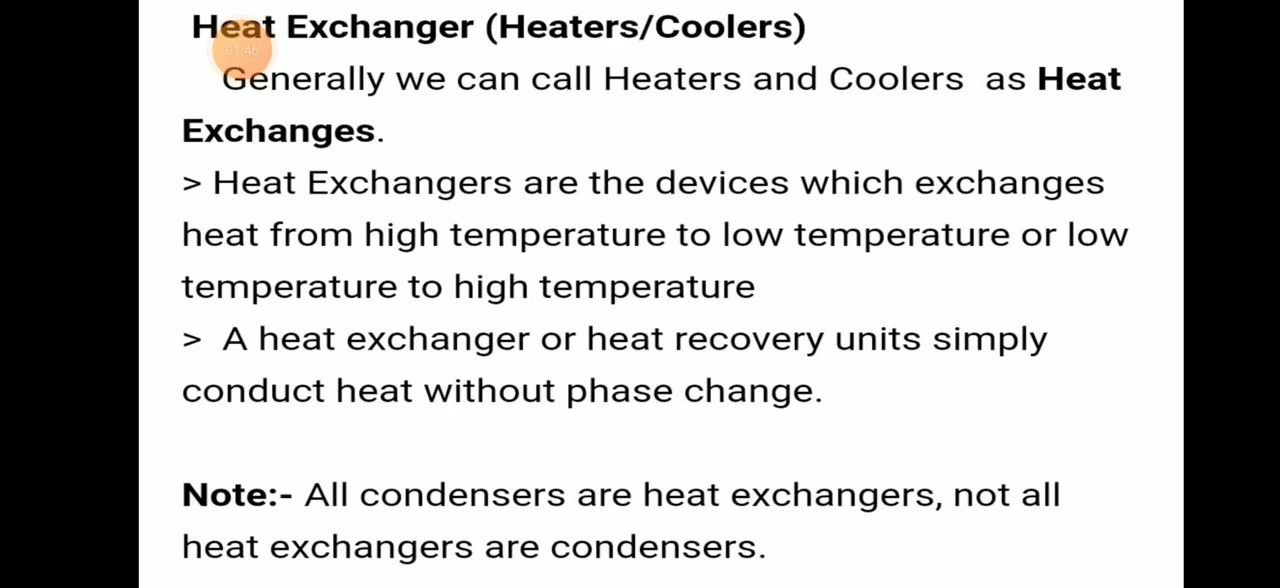 Heat Exchanger (Heaters/Coolers)
01:46
Generally we can call Heaters and Coolers as Heat
Exchanges.
> Heat Exchangers are the devices which exchanges
heat from high temperature to low temperature or low
temperature to high temperature
> A heat exchanger or heat recovery units simply
conduct heat without phase change.
Note:- All condensers are heat exchangers, not all
heat exchangers are condensers.